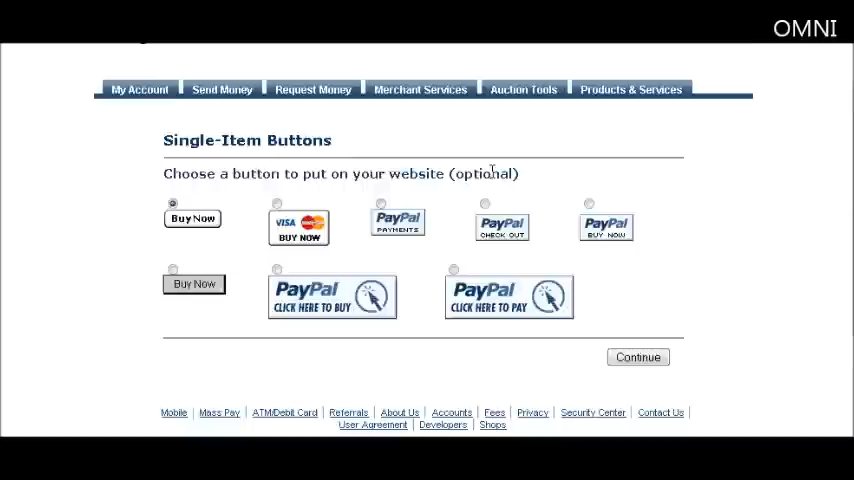 OMNI
My Account Send Money Request Money Merchant Services Auction Tools Products & Services
Single-Item Buttons
Choose a button to put on your website (optional)
Buy Now
VISA MasterCard
BUY NOW
PayPal
PAYMENTS
PayPal
CHECK OUT
PayPal
BUY NOW
Buy Now
PayPal
CLICK HERE TO BUY
PayPal
CLICK HERE TO PAY
Continue
Mobile | Mass Pay | ATM/Debit Card | Referrals | About Us | Accounts | Fees | Privacy | Security Center | Contact Us
User Agreement | Developers | Shops